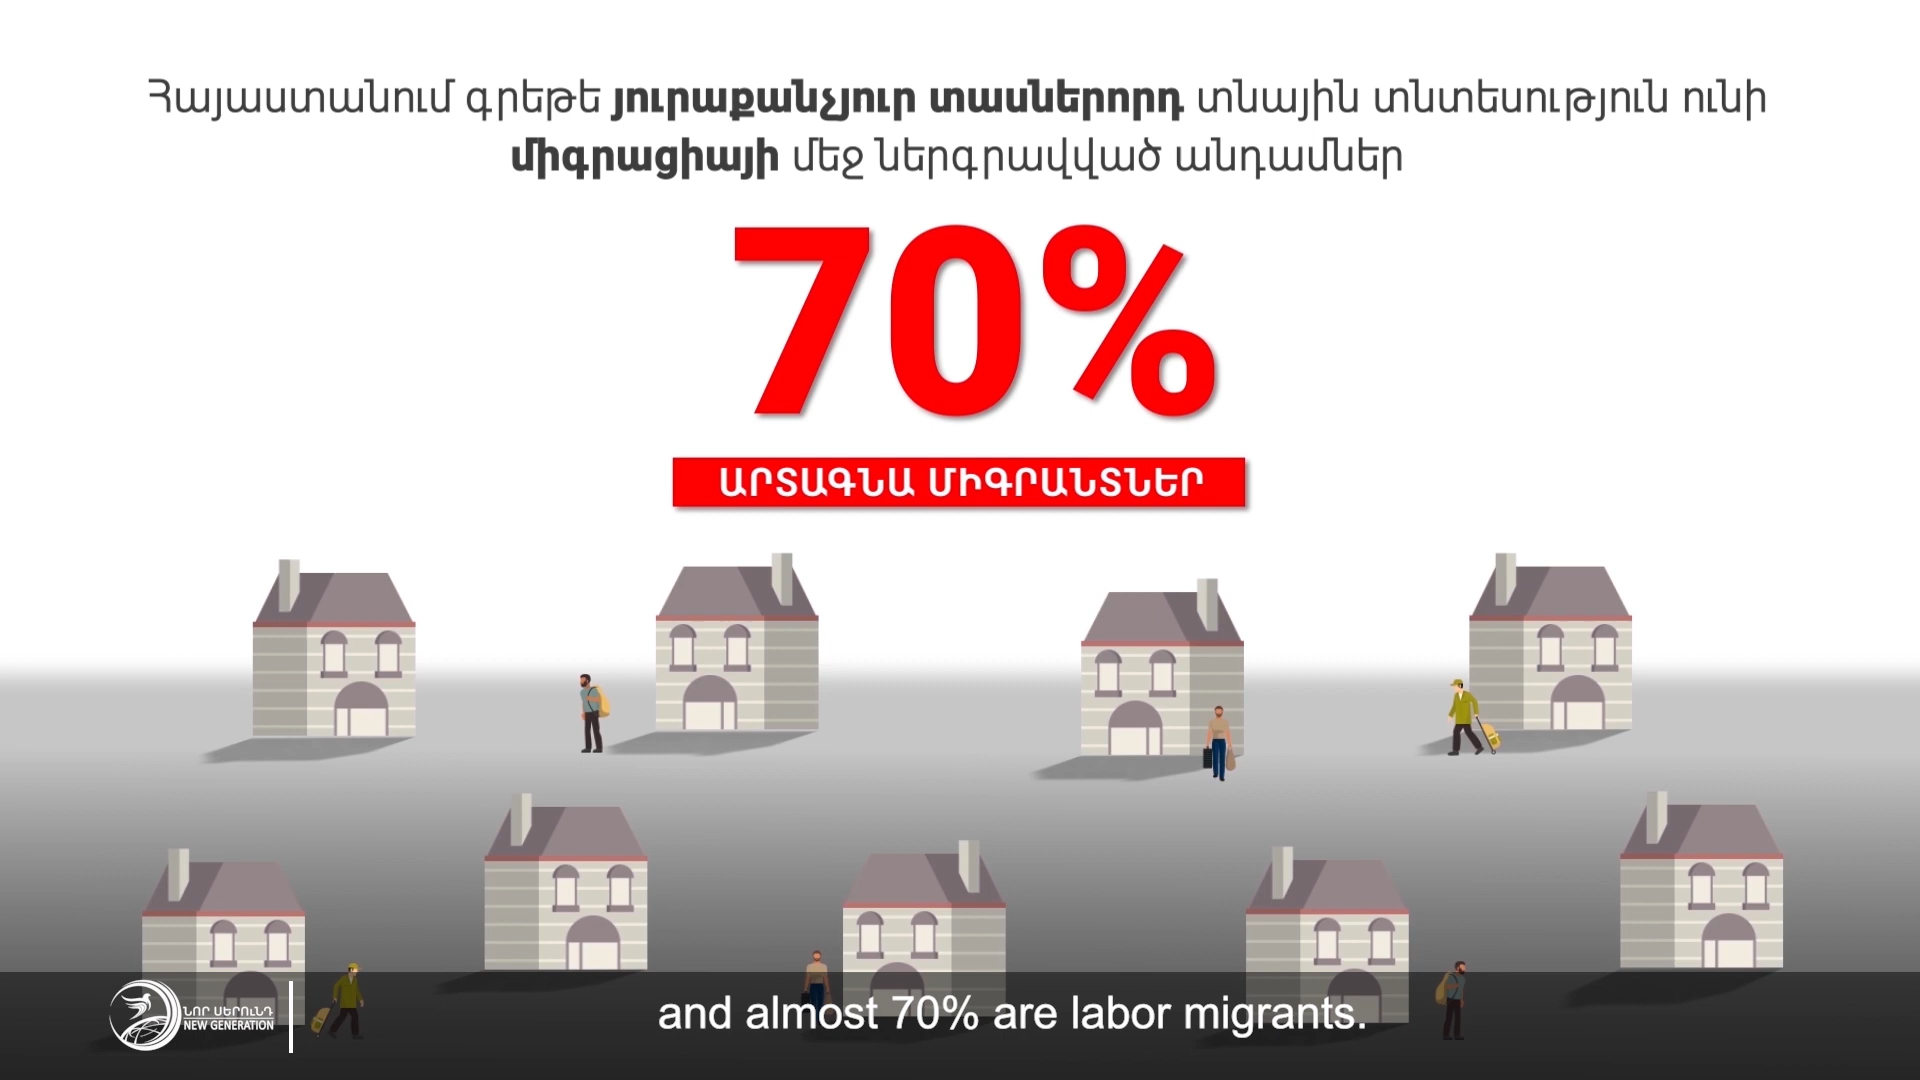 Հայաստանում գրեթե յուրաքանչյուր տասներորդ տնային տնտեսություն ունի
միգրացիայի մեջ ներգրավված անդամներ
70%
ԱՐՏԱԳՆԱ ՄԻԳՐԱՆՏՆԵՐ
and almost 70% are labor migrants.
ՆՈՐ ՍԵՐՈՒՆԴ
NEW GENERATION